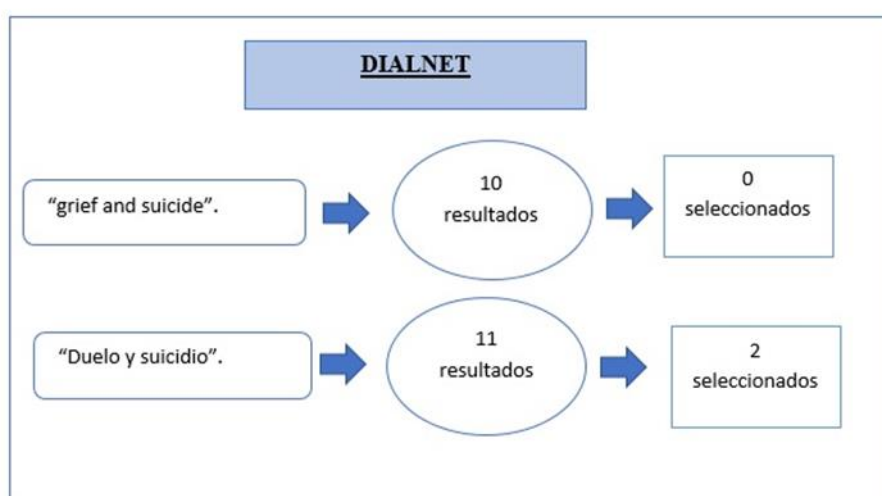 DIALNET
“grief and suicide”.
10
resultados
0
seleccionados
“Duelo y suicidio”.
11
resultados
2
seleccionados